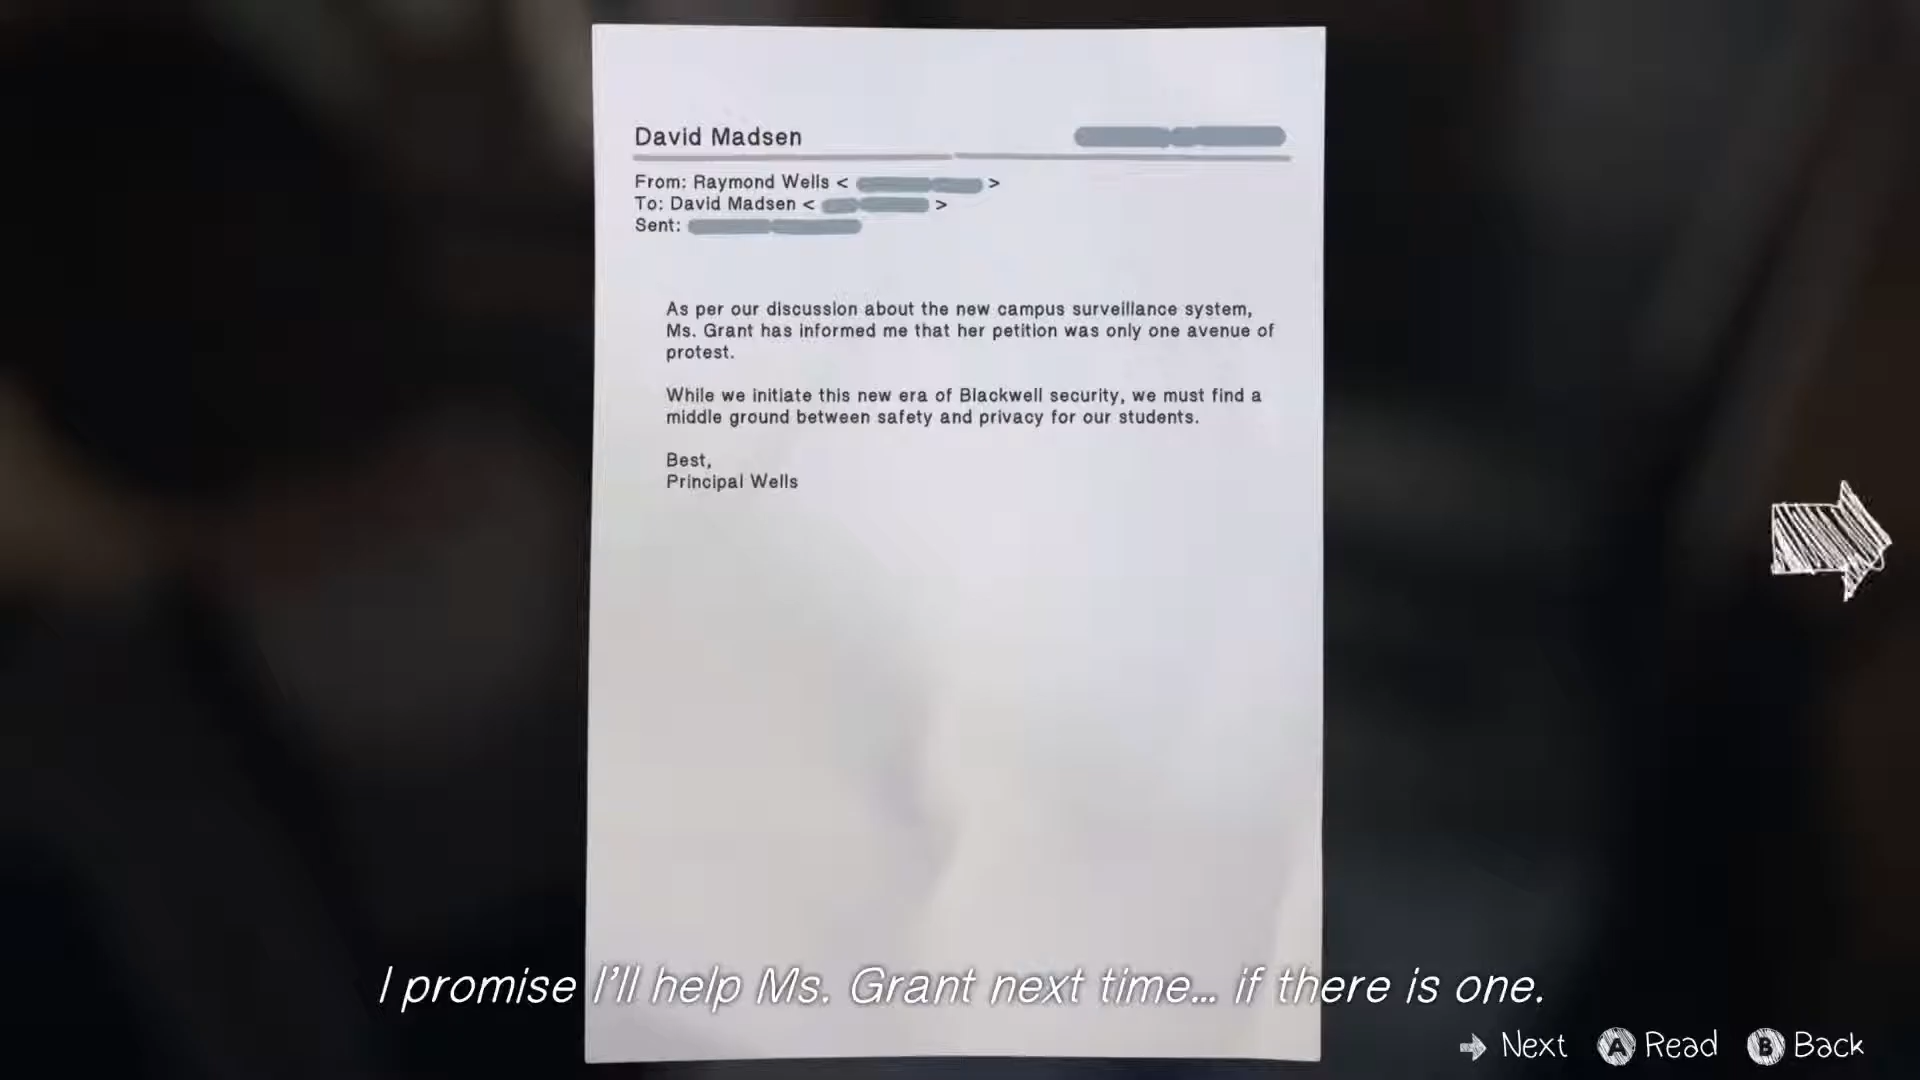 David Madsen
From: Raymond Wells < >
To: David Madsen < >
Sent:
As per our discussion about the new campus surveillance system,
Ms. Grant has informed me that her petition was only one avenue of
protest.
While we initiate this new era of Blackwell security, we must find a
middle ground between safety and privacy for our students.
Best,
Principal Wells
I promise I'll help Ms. Grant next time... if there is one.
Next A Read B Back